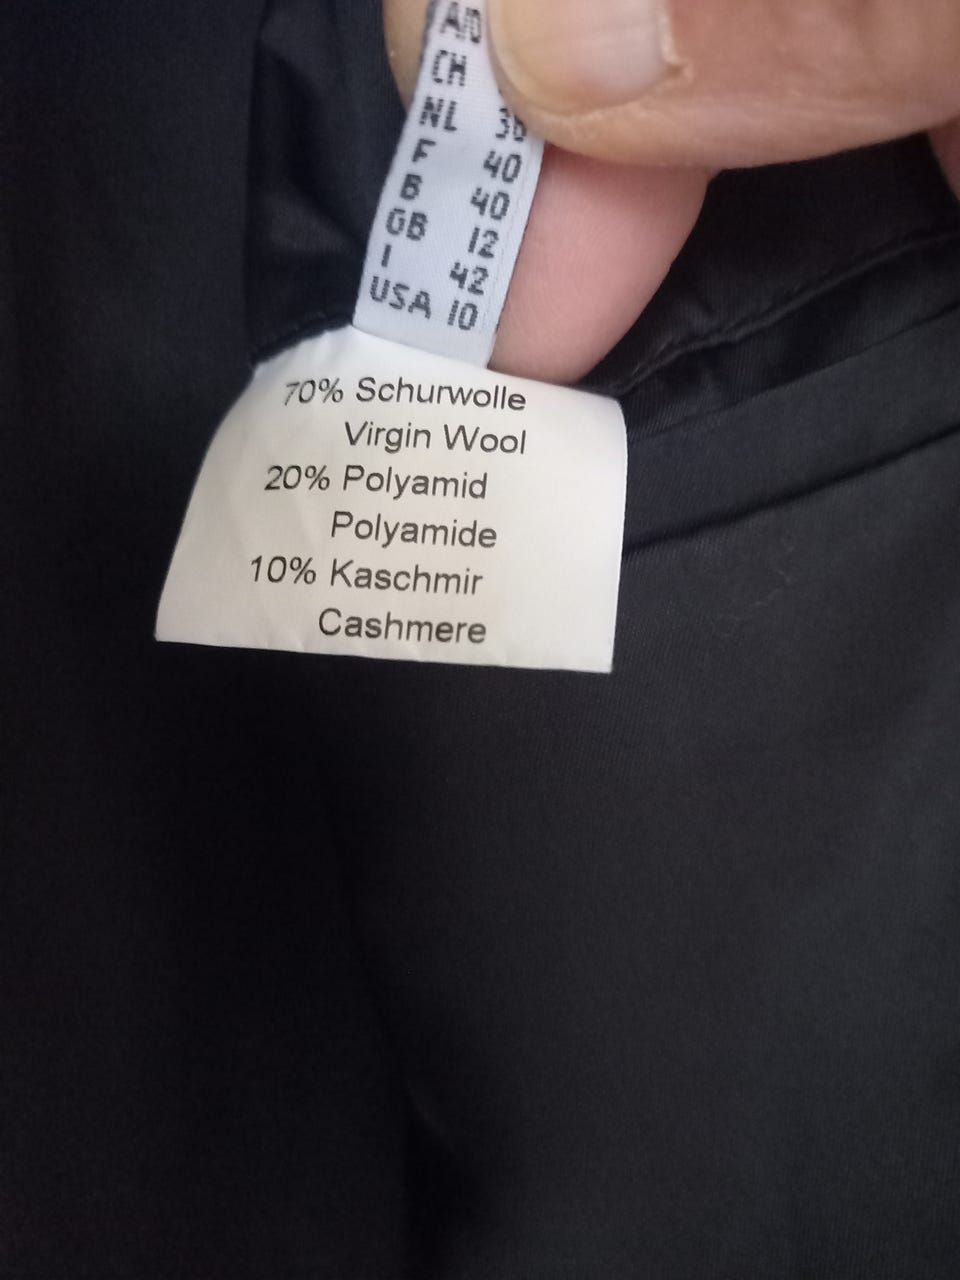 A/D
CH
NL
F 40
B 40
GB 12
I 42
USA 10
70% Schurwolle
Virgin Wool
20% Polyamid
Polyamide
10% Kaschmir
Cashmere